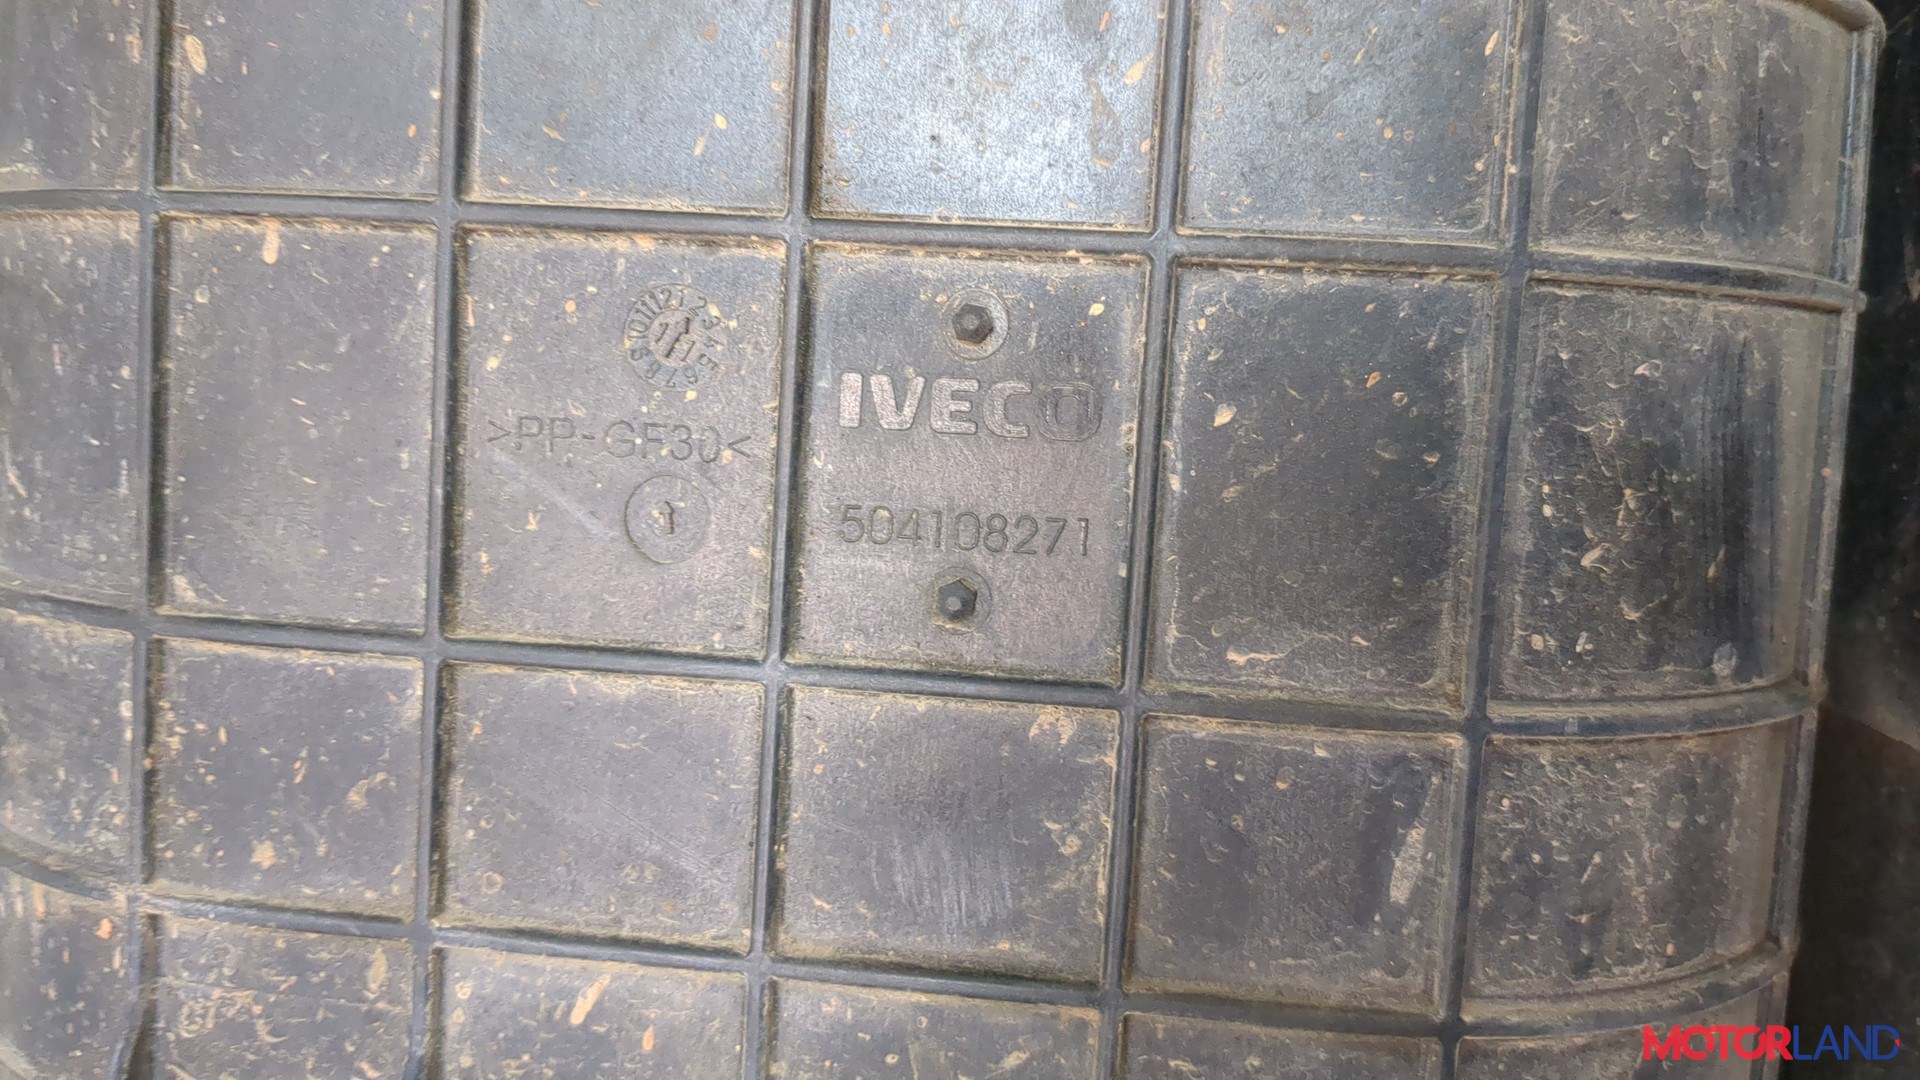 >PP-GF30<
IVECO
504108271
MOTORLAND